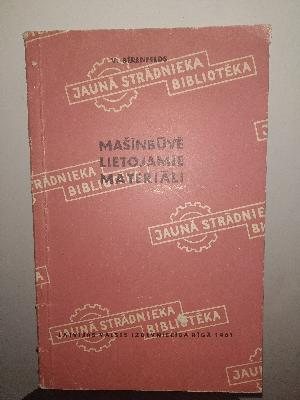 V. BĒRENFELDS
JAUNĀ STRĀDNIEKA
BIBLIOTĒKA
MAŠĪNBŪVĒ
LIETOJAMIE
MATERIĀLI
JAUNĀ STRĀDNIEKA
BIBLIOTĒKA
JAUNĀ STRĀDNIEKA
BIBLIOTĒKA
JAUNĀ STRĀDNIEKA
BIBLIOTĒKA
LATVIJAS VALSTS IZDEVNIECĪBA RĪGĀ 1961